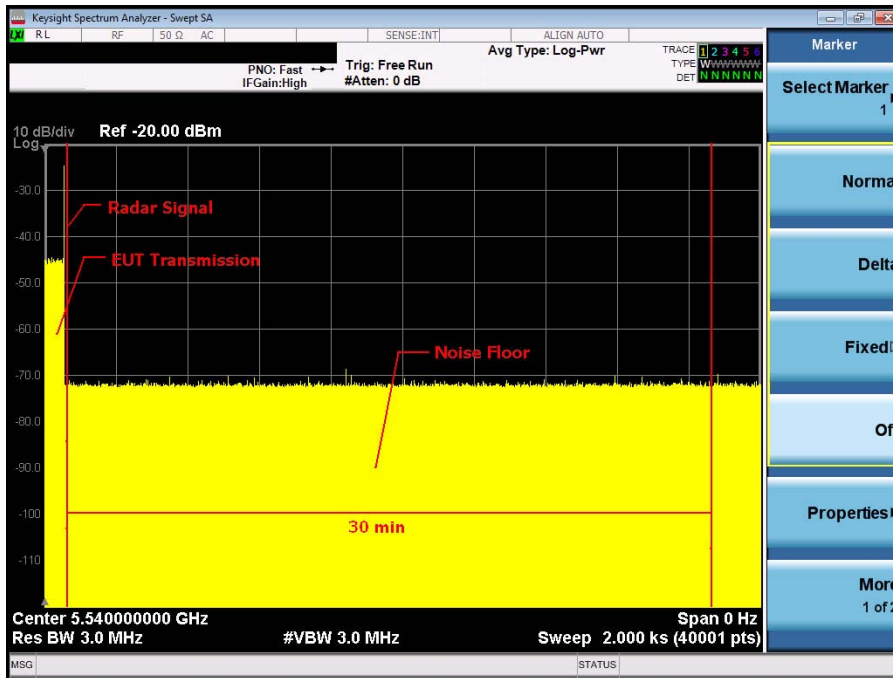 Keysight Spectrum Analyzer - Swept SA
LXI RL RF 50 Ω AC SENSE:INT ALIGN AUTO
Avg Type: Log-Pwr
TRACE 1 2 3 4 5 6
TYPE WWWWWWW
DET N N N N N N
PNO: Fast
IFGain:High
Trig: Free Run
#Atten: 0 dB
10 dB/div Ref -20.00 dBm
Log
-30.0
-40.0
-50.0
-60.0
-70.0
-80.0
-90.0
-100
-110
Radar Signal
EUT Transmission
Noise Floor
30 min
Center 5.540000000 GHz Span 0 Hz
Res BW 3.0 MHz #VBW 3.0 MHz Sweep 2.000 ks (40001 pts)
MSG STATUS
Marker
Select Marker
1
Norma
Delta
Fixed
Of
Properties
More
1 of 2